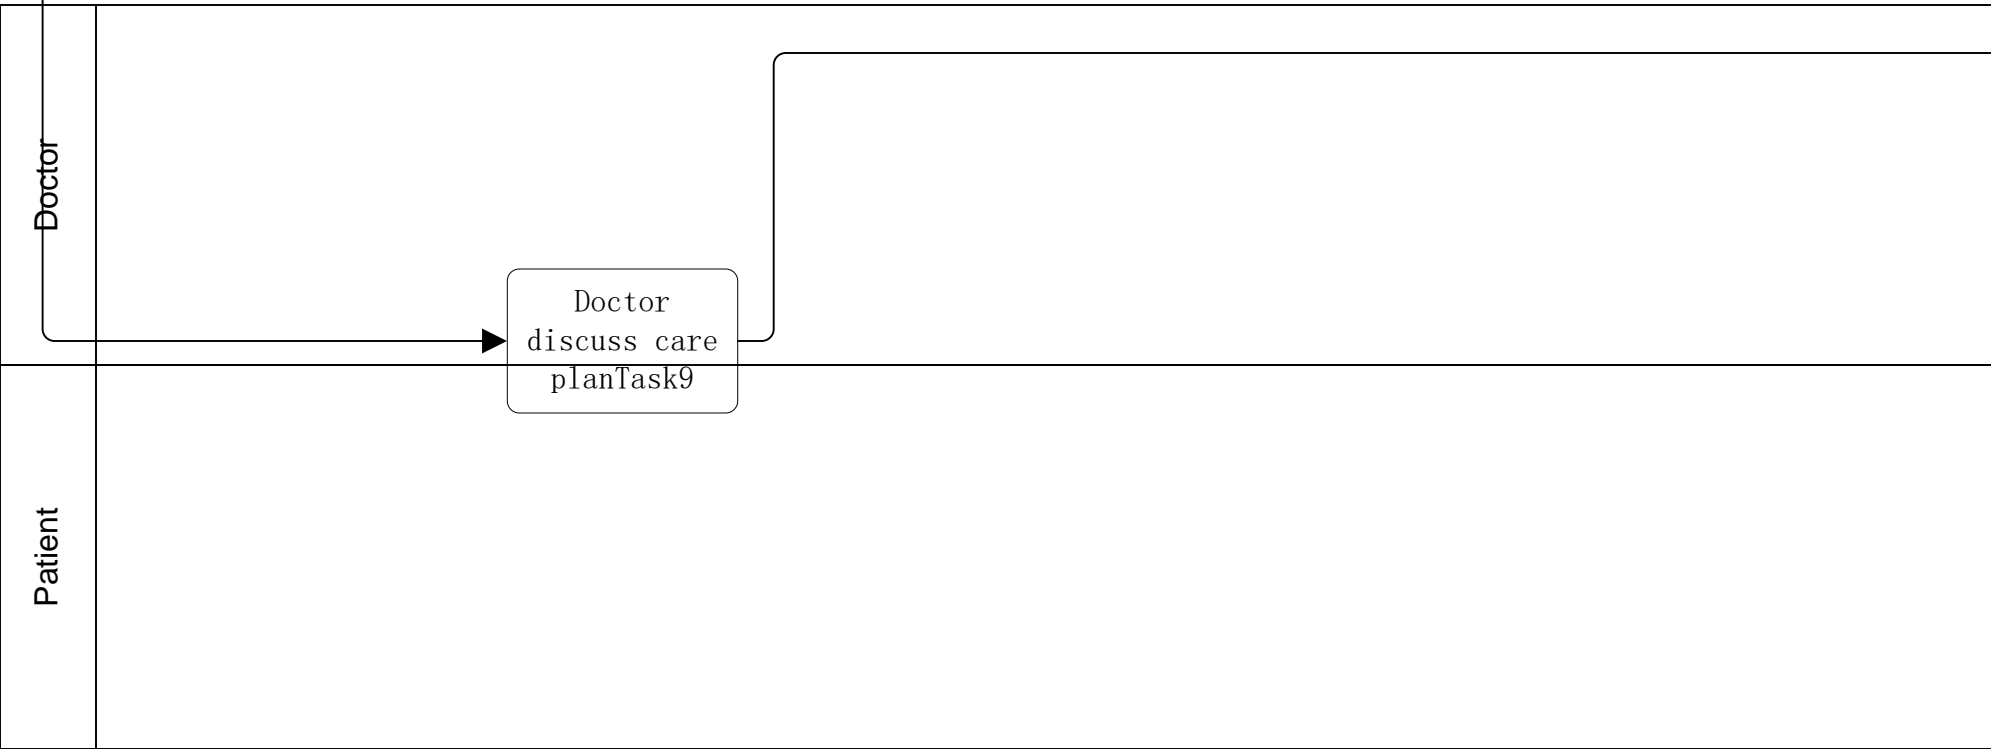 Doctor
Doctor
discuss care
planTask9
Patient